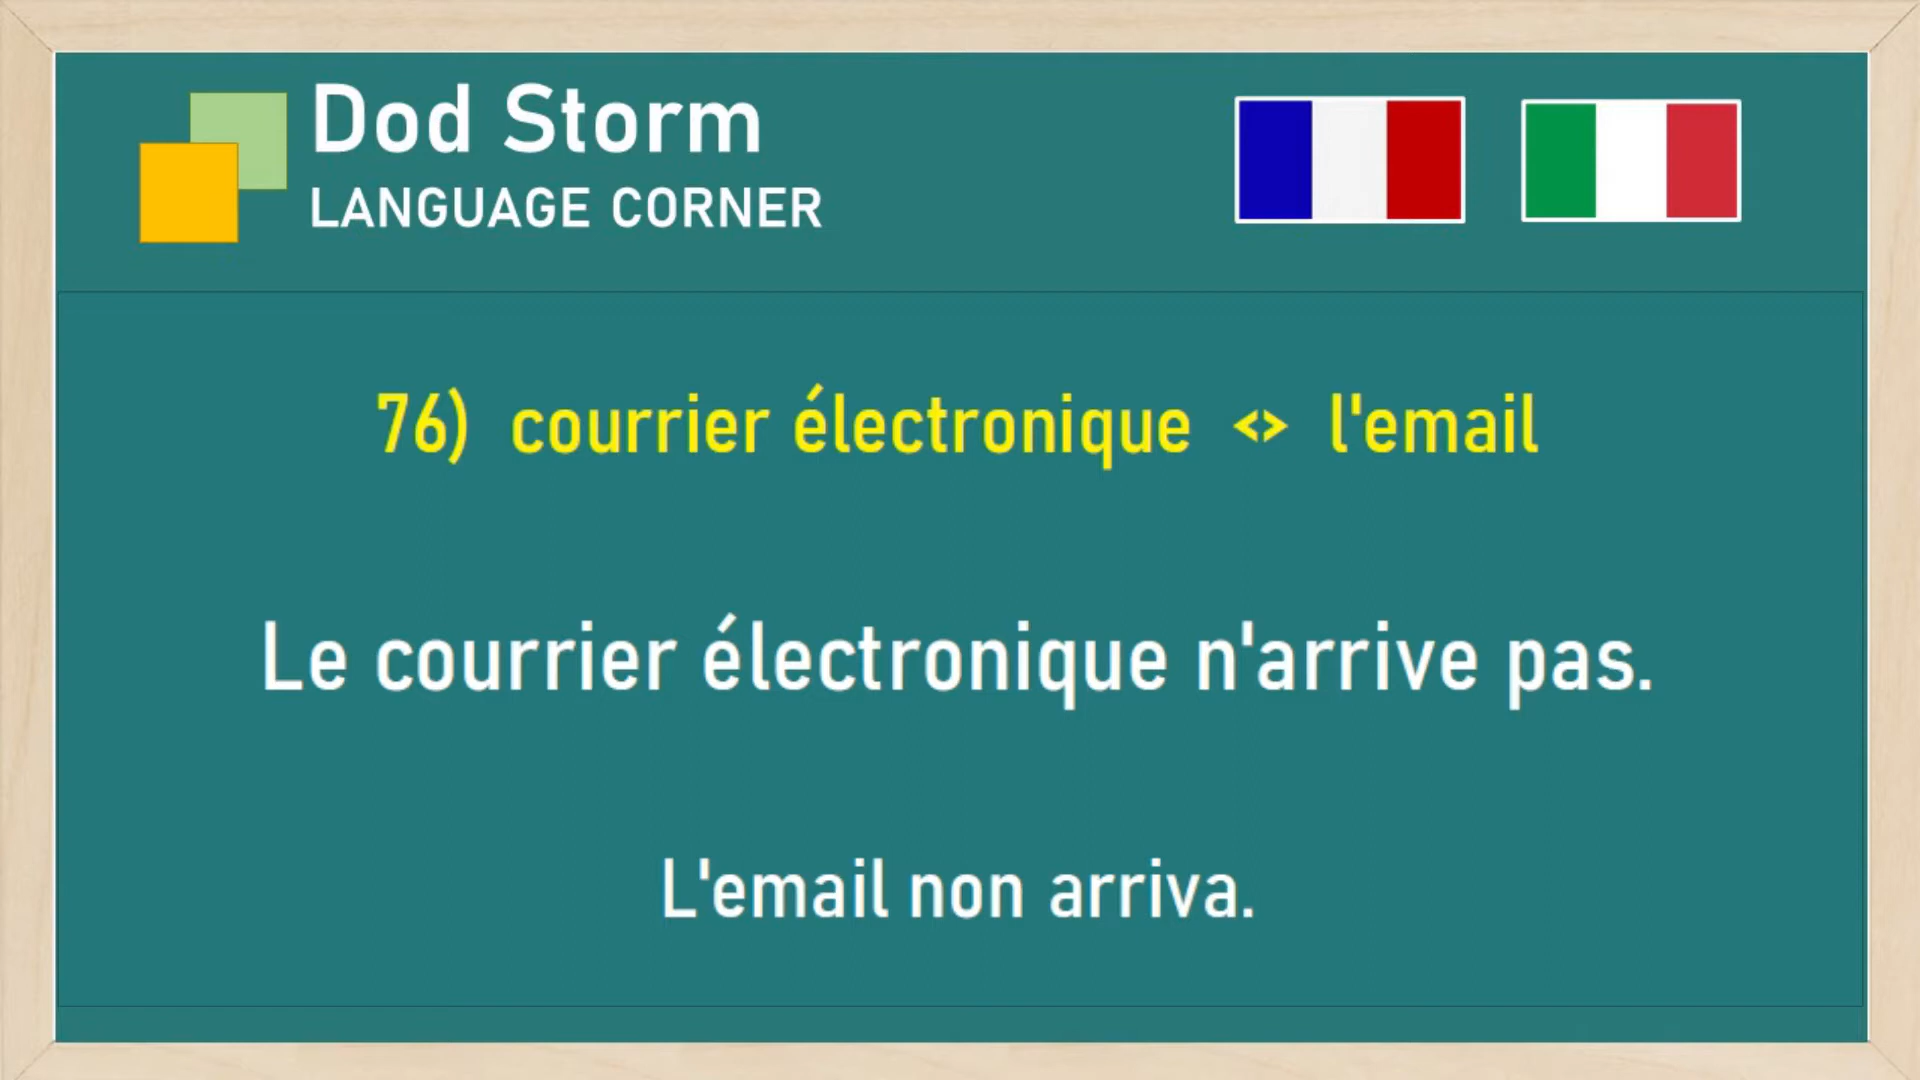 Dod Storm
LANGUAGE CORNER
76) courrier électronique <> l'email
Le courrier électronique n'arrive pas.
L'email non arriva.